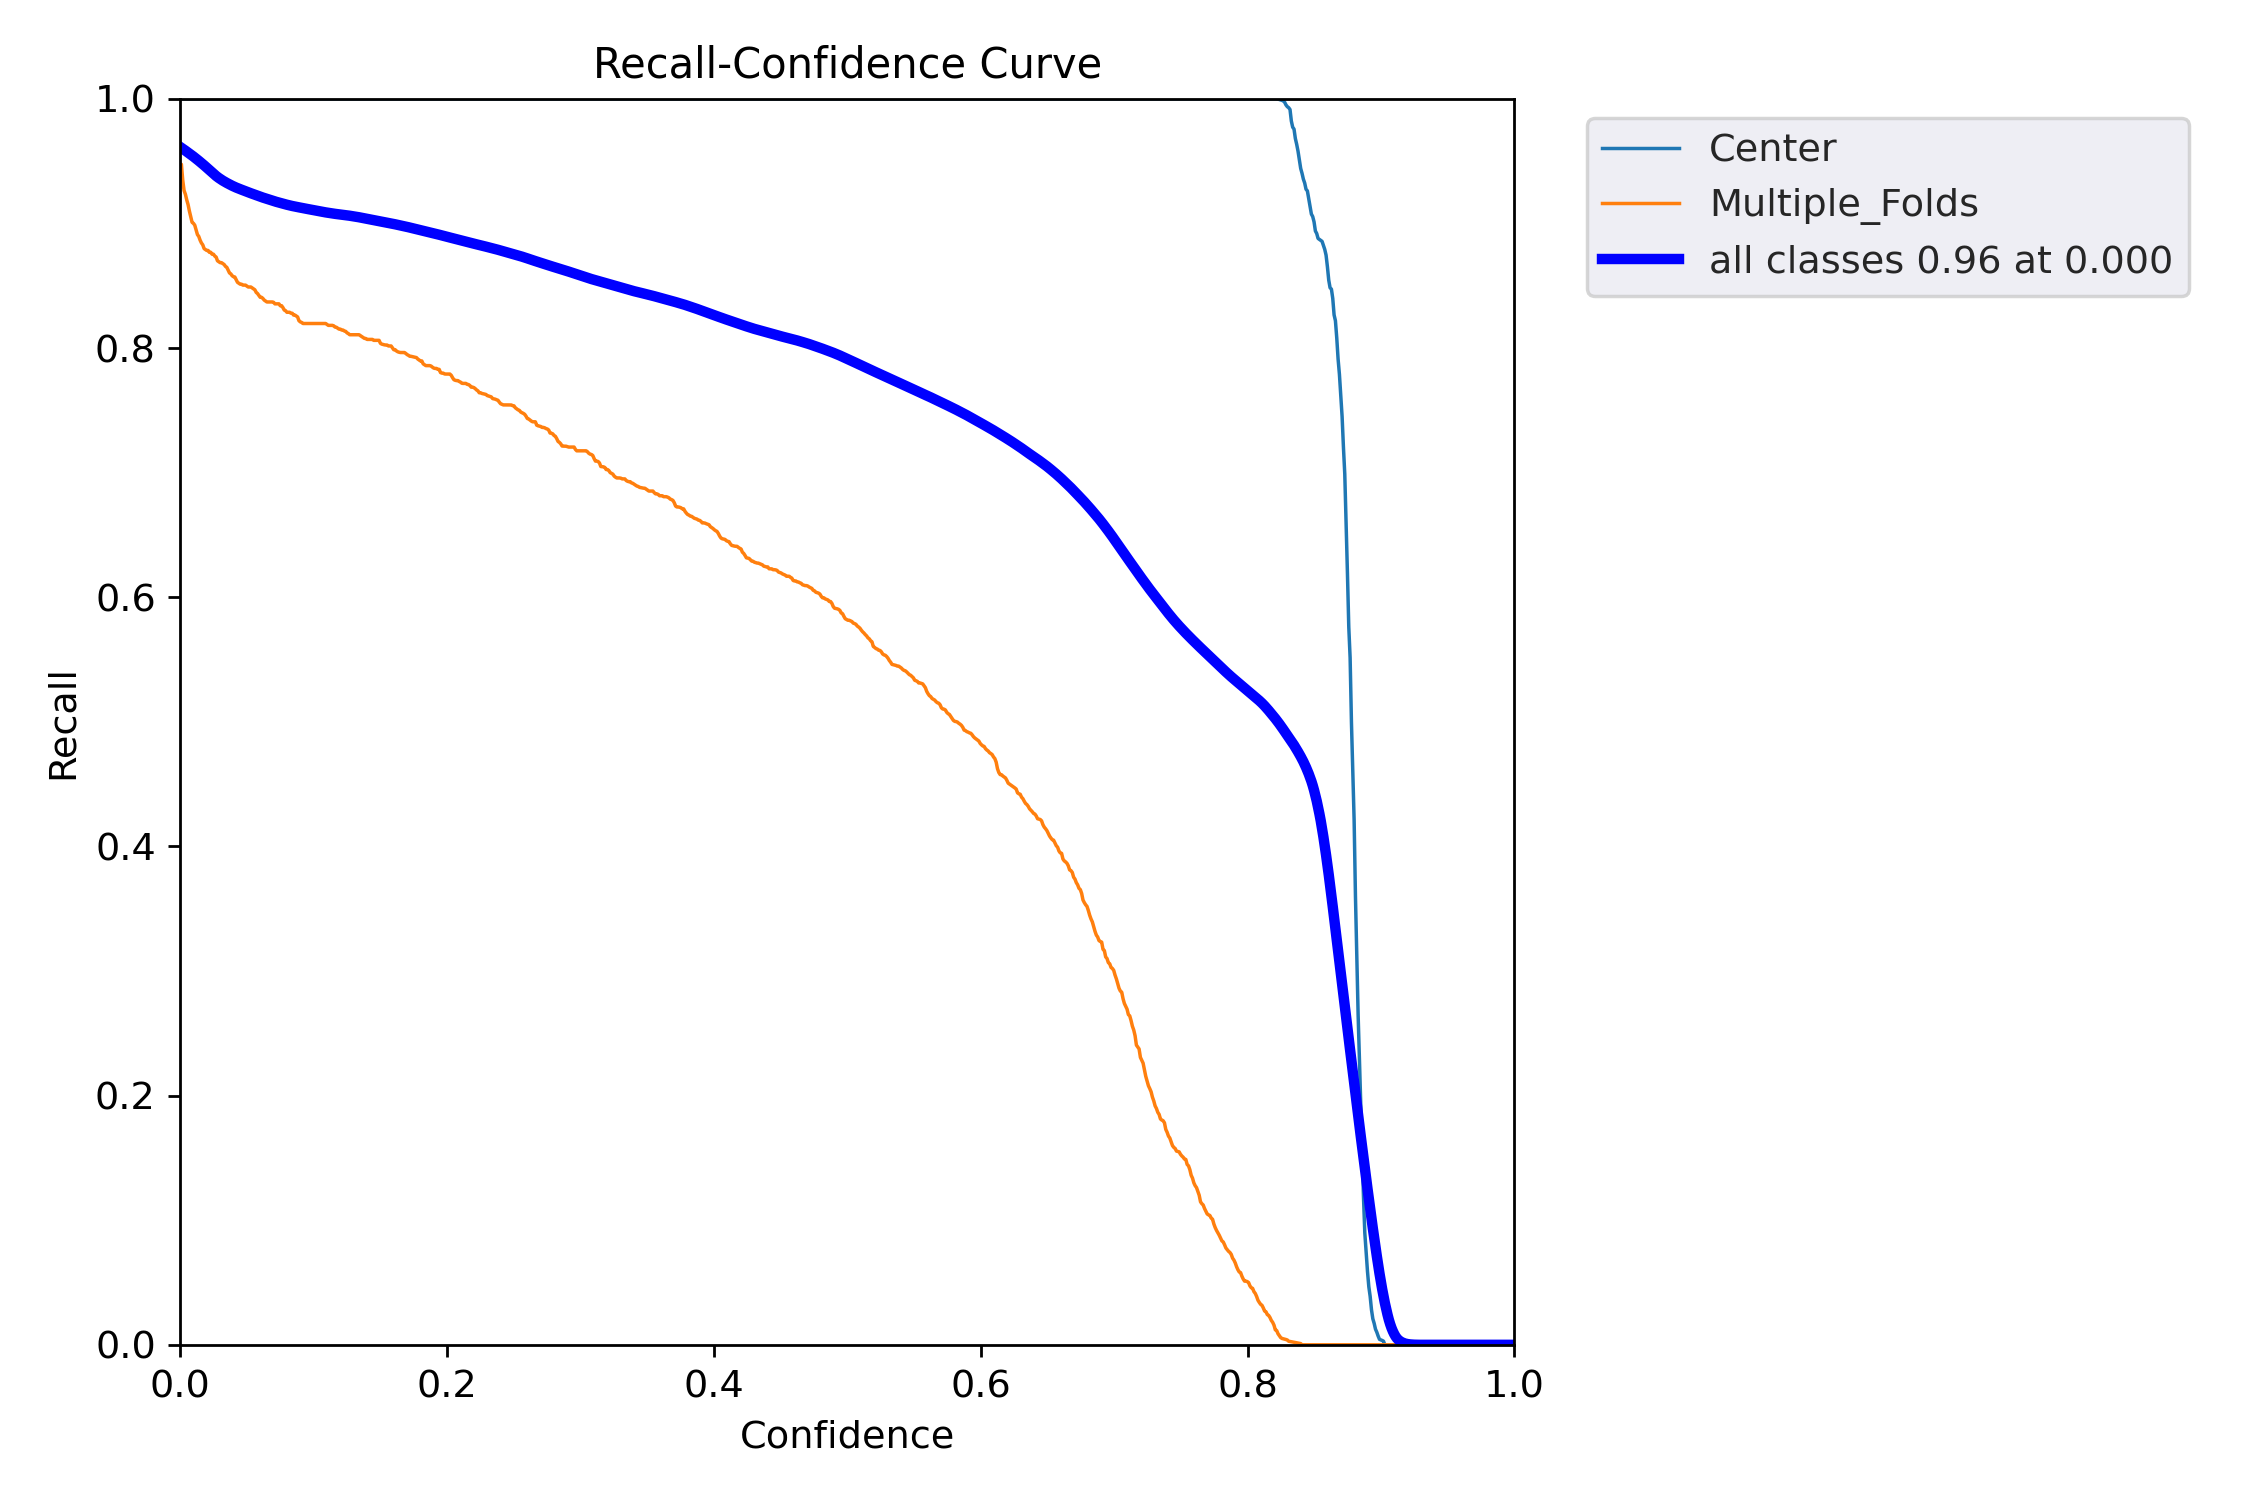 Recall-Confidence Curve
1.0
0.8
0.6
0.4
0.2
0.0
Recall
0.0 0.2 0.4 0.6 0.8 1.0
Confidence
Center
Multiple_Folds
all classes 0.96 at 0.000